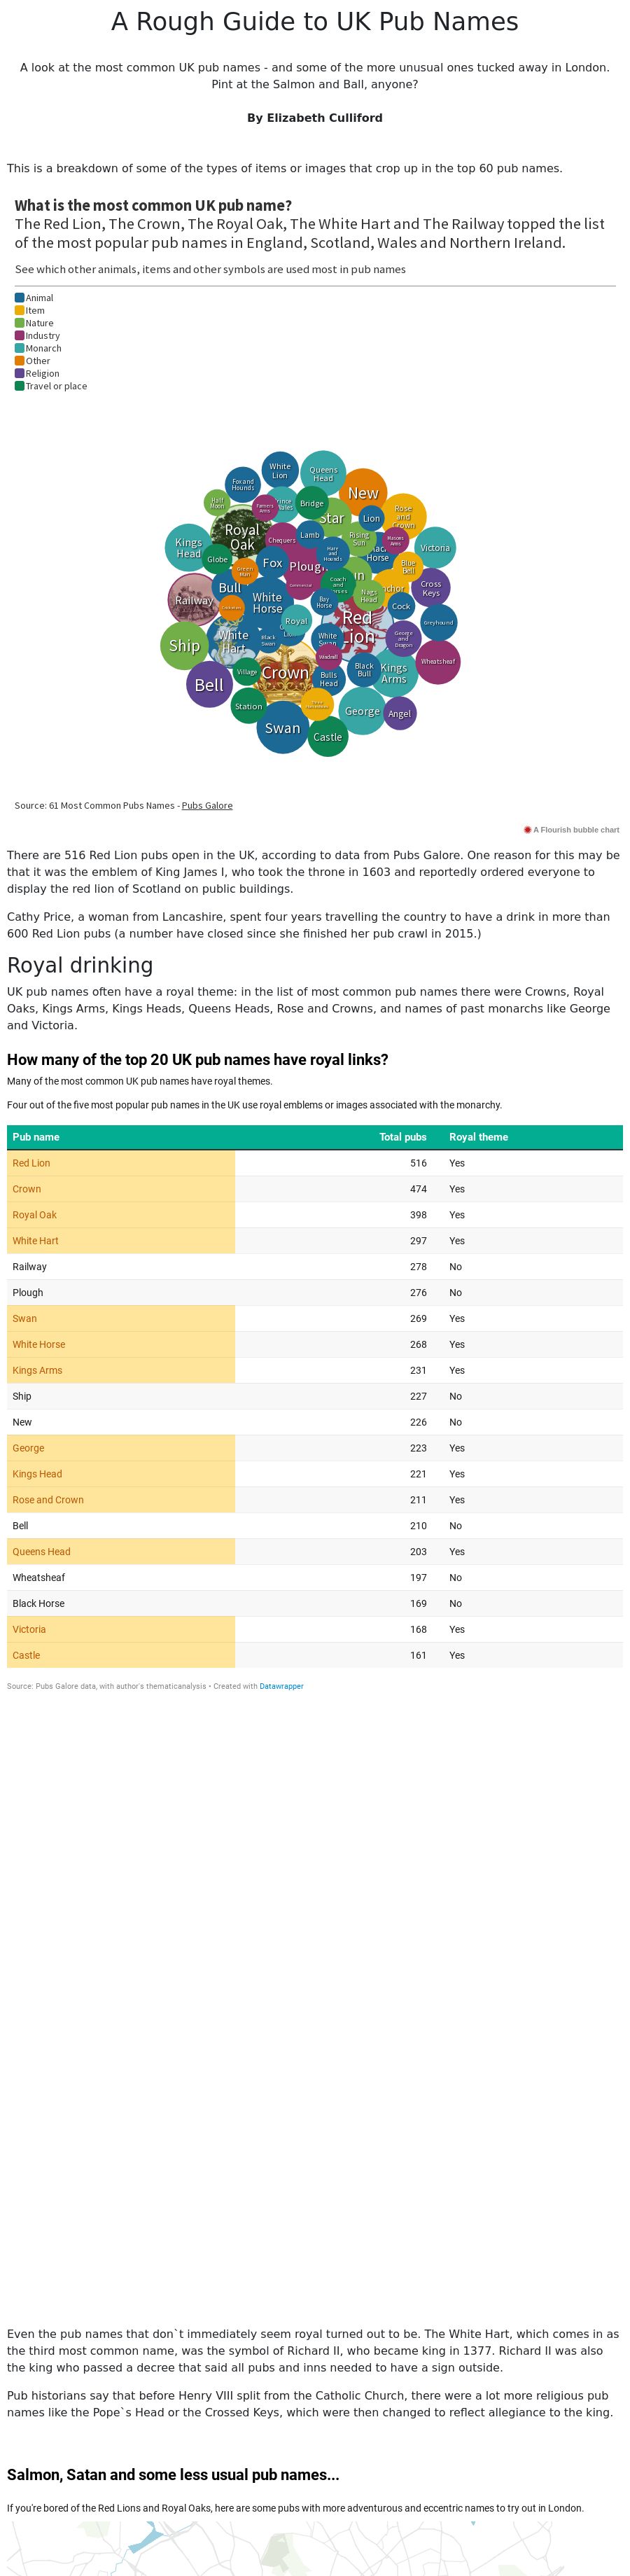 A Rough Guide to UK Pub Names
A look at the most common UK pub names - and some of the more unusual ones tucked away in London.
Pint at the Salmon and Ball, anyone?
By Elizabeth Culliford
This is a breakdown of some of the types of items or images that crop up in the top 60 pub names.
What is the most common UK pub name?
The Red Lion, The Crown, The Royal Oak, The White Hart and The Railway topped the list
of the most popular pub names in England, Scotland, Wales and Northern Ireland.
See which other animals, items and other symbols are used most in pub names
Animal
Item
Nature
Industry
Monarch
Other
Religion
Travel or place
White
Lion
Queens
Head
Fox and
Hounds
New
Half
Moon
Farmers
Arms
Bridge
Star
Lion
Rose
and
Crown
Royal
Oak
Chequers
Lamb
Rising
Sun
Masons
Arms
Kings
Head
Globe
Fox
Plough
Hare
and
Hounds
Horse
Victoria
Green
Man
Blue
Bell
Cross
Keys
Railway
Bull
White
Horse
Commercial
Coach
and
Bay
Horse
Nags
Head
Cock
Royal
Red
Lion
Greyhound
Ship
White
Hart
Black
Swan
White
Swan
George
and
Dragon
Windmill
Wheatsheaf
Bell
Village
Crown
Bulls
Head
Black
Bull
Kings
Arms
Station
Swan
Castle
George
Angel
Source: 61 Most Common Pubs Names - Pubs Galore
A Flourish bubble chart
There are 516 Red Lion pubs open in the UK, according to data from Pubs Galore. One reason for this may be
that it was the emblem of King James I, who took the throne in 1603 and reportedly ordered everyone to
display the red lion of Scotland on public buildings.
Cathy Price, a woman from Lancashire, spent four years travelling the country to have a drink in more than
600 Red Lion pubs (a number have closed since she finished her pub crawl in 2015.)
Royal drinking
UK pub names often have a royal theme: in the list of most common pub names there were Crowns, Royal
Oaks, Kings Arms, Kings Heads, Queens Heads, Rose and Crowns, and names of past monarchs like George
and Victoria.
How many of the top 20 UK pub names have royal links?
Many of the most common UK pub names have royal themes.
Four out of the five most popular pub names in the UK use royal emblems or images associated with the monarchy.
Pub name Total pubs Royal theme
Red Lion 516 Yes
Crown 474 Yes
Royal Oak 398 Yes
White Hart 297 Yes
Railway 278 No
Plough 276 No
Swan 269 Yes
White Horse 268 Yes
Kings Arms 231 Yes
Ship 227 No
New 226 No
George 223 Yes
Kings Head 221 Yes
Rose and Crown 211 Yes
Bell 210 No
Queens Head 203 Yes
Wheatsheaf 197 No
Black Horse 169 No
Victoria 168 Yes
Castle 161 Yes
Source: Pubs Galore data, with author's thematicanalysis • Created with Datawrapper
Even the pub names that don`t immediately seem royal turned out to be. The White Hart, which comes in as
the third most common name, was the symbol of Richard II, who became king in 1377. Richard II was also
the king who passed a decree that said all pubs and inns needed to have a sign outside.
Pub historians say that before Henry VIII split from the Catholic Church, there were a lot more religious pub
names like the Pope`s Head or the Crossed Keys, which were then changed to reflect allegiance to the king.
Salmon, Satan and some less usual pub names...
If you're bored of the Red Lions and Royal Oaks, here are some pubs with more adventurous and eccentric names to try out in London.